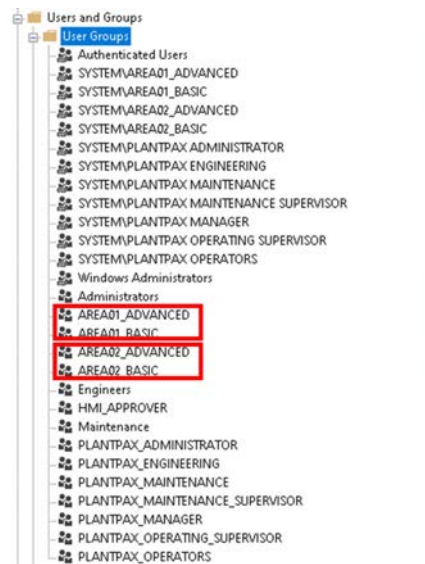 Users and Groups
User Groups
Authenticated Users
SYSTEM\AREA01_ADVANCED
SYSTEM\AREA01_BASIC
SYSTEM\AREA02_ADVANCED
SYSTEM\AREA02_BASIC
SYSTEM\PLANTPAX ADMINISTRATOR
SYSTEM\PLANTPAX ENGINEERING
SYSTEM\PLANTPAX MAINTENANCE
SYSTEM\PLANTPAX MAINTENANCE SUPERVISOR
SYSTEM\PLANTPAX MANAGER
SYSTEM\PLANTPAX OPERATING SUPERVISOR
SYSTEM\PLANTPAX OPERATORS
Windows Administrators
Administrators
AREA01_ADVANCED
AREA01_BASIC
AREA02_ADVANCED
AREA02_BASIC
Engineers
HMI_APPROVER
Maintenance
PLANTPAX_ADMINISTRATOR
PLANTPAX_ENGINEERING
PLANTPAX_MAINTENANCE
PLANTPAX_MAINTENANCE_SUPERVISOR
PLANTPAX_MANAGER
PLANTPAX_OPERATING_SUPERVISOR
PLANTPAX_OPERATORS